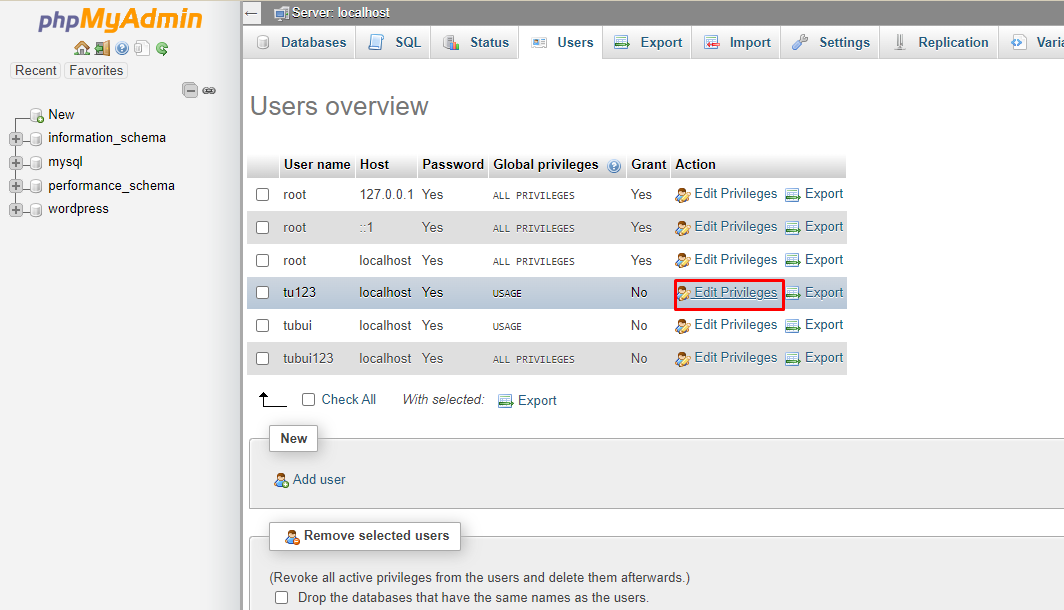 phpMyAdmin
Recent Favorites
New
information_schema
mysql
performance_schema
wordpress
Server: localhost
Databases SQL Status Users Export Import Settings Replication Varia
Users overview
User name Host Password Global privileges Grant Action
root 127.0.0.1 Yes ALL PRIVILEGES Yes Edit Privileges Export
root ::1 Yes ALL PRIVILEGES Yes Edit Privileges Export
root localhost Yes ALL PRIVILEGES Yes Edit Privileges Export
tu123 localhost Yes USAGE No Edit Privileges Export
tubui localhost Yes USAGE No Edit Privileges Export
tubui123 localhost Yes ALL PRIVILEGES No Edit Privileges Export
Check All With selected: Export
New
Add user
Remove selected users
(Revoke all active privileges from the users and delete them afterwards.)
Drop the databases that have the same names as the users.